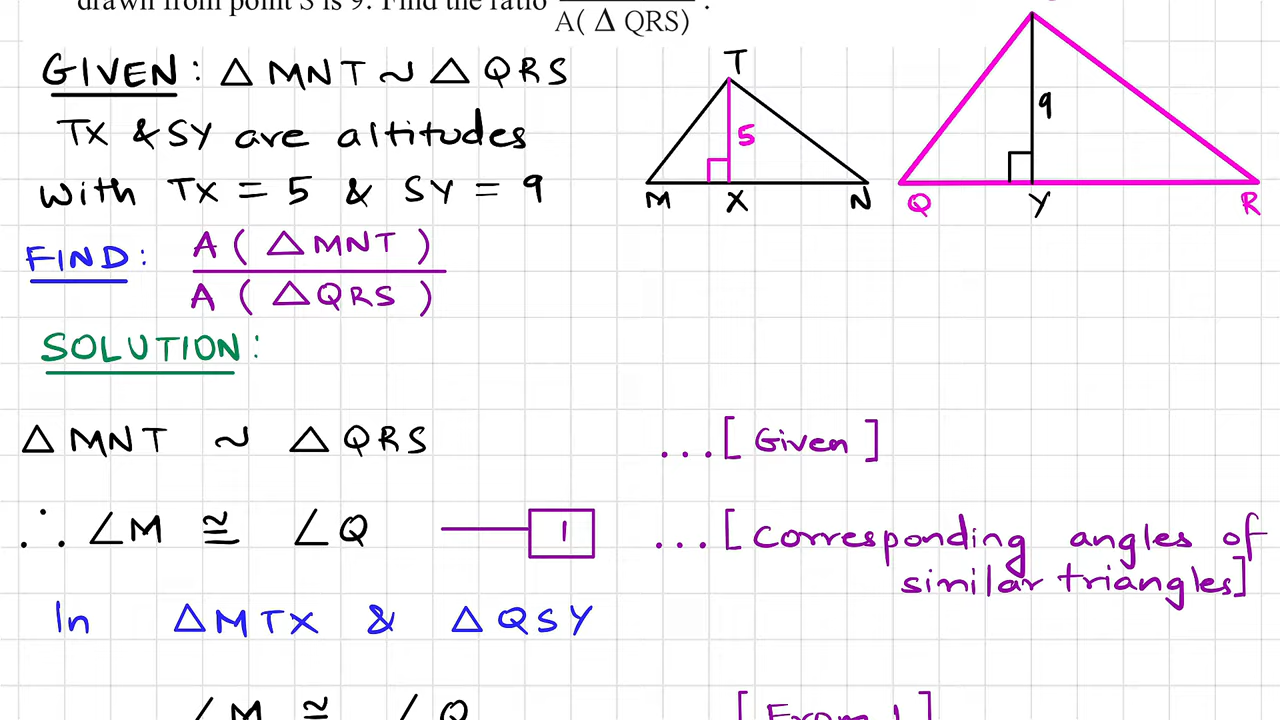 drawn from point S is 9. Find the ratio
A( Δ QRS) .
GIVEN: Δ MNT ~ Δ QRS
TX & SY are altitudes
with TX = 5 & SY = 9
T
5
M X N
9
Q Y R
FIND: A ( Δ MNT )
A ( Δ QRS )
SOLUTION:
Δ MNT ~ Δ QRS ...[ Given ]
∴ ∠M ≅ ∠Q 1 ...[ Corresponding angles of
similar triangles]
In Δ MTX & Δ QSY
∠M ≅ ∠Q [ From 1 ]